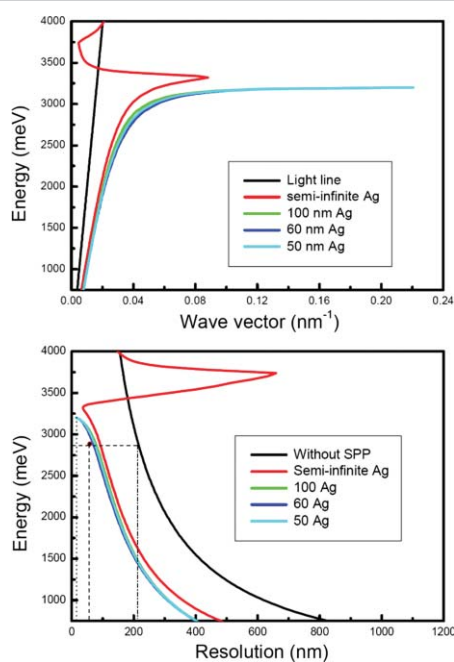 4000
3500
3000
2500
2000
1500
1000
Energy (meV)
Light line
semi-infinite Ag
100 nm Ag
60 nm Ag
50 nm Ag
0.00 0.04 0.08 0.12 0.16 0.20 0.24
Wave vector (nm⁻¹)
4000
3500
3000
2500
2000
1500
1000
Energy (meV)
Without SPP
Semi-infinite Ag
100 Ag
60 Ag
50 Ag
0 200 400 600 800 1000 1200
Resolution (nm)